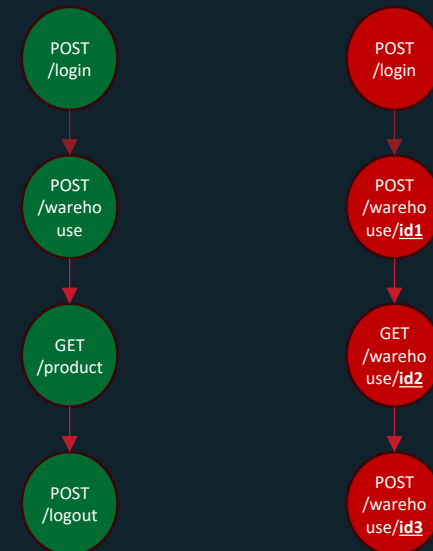 POST
/login
POST
/wareho
use
GET
/product
POST
/logout
POST
/login
POST
/wareho
use/id1
GET
/wareho
use/id2
POST
/wareho
use/id3